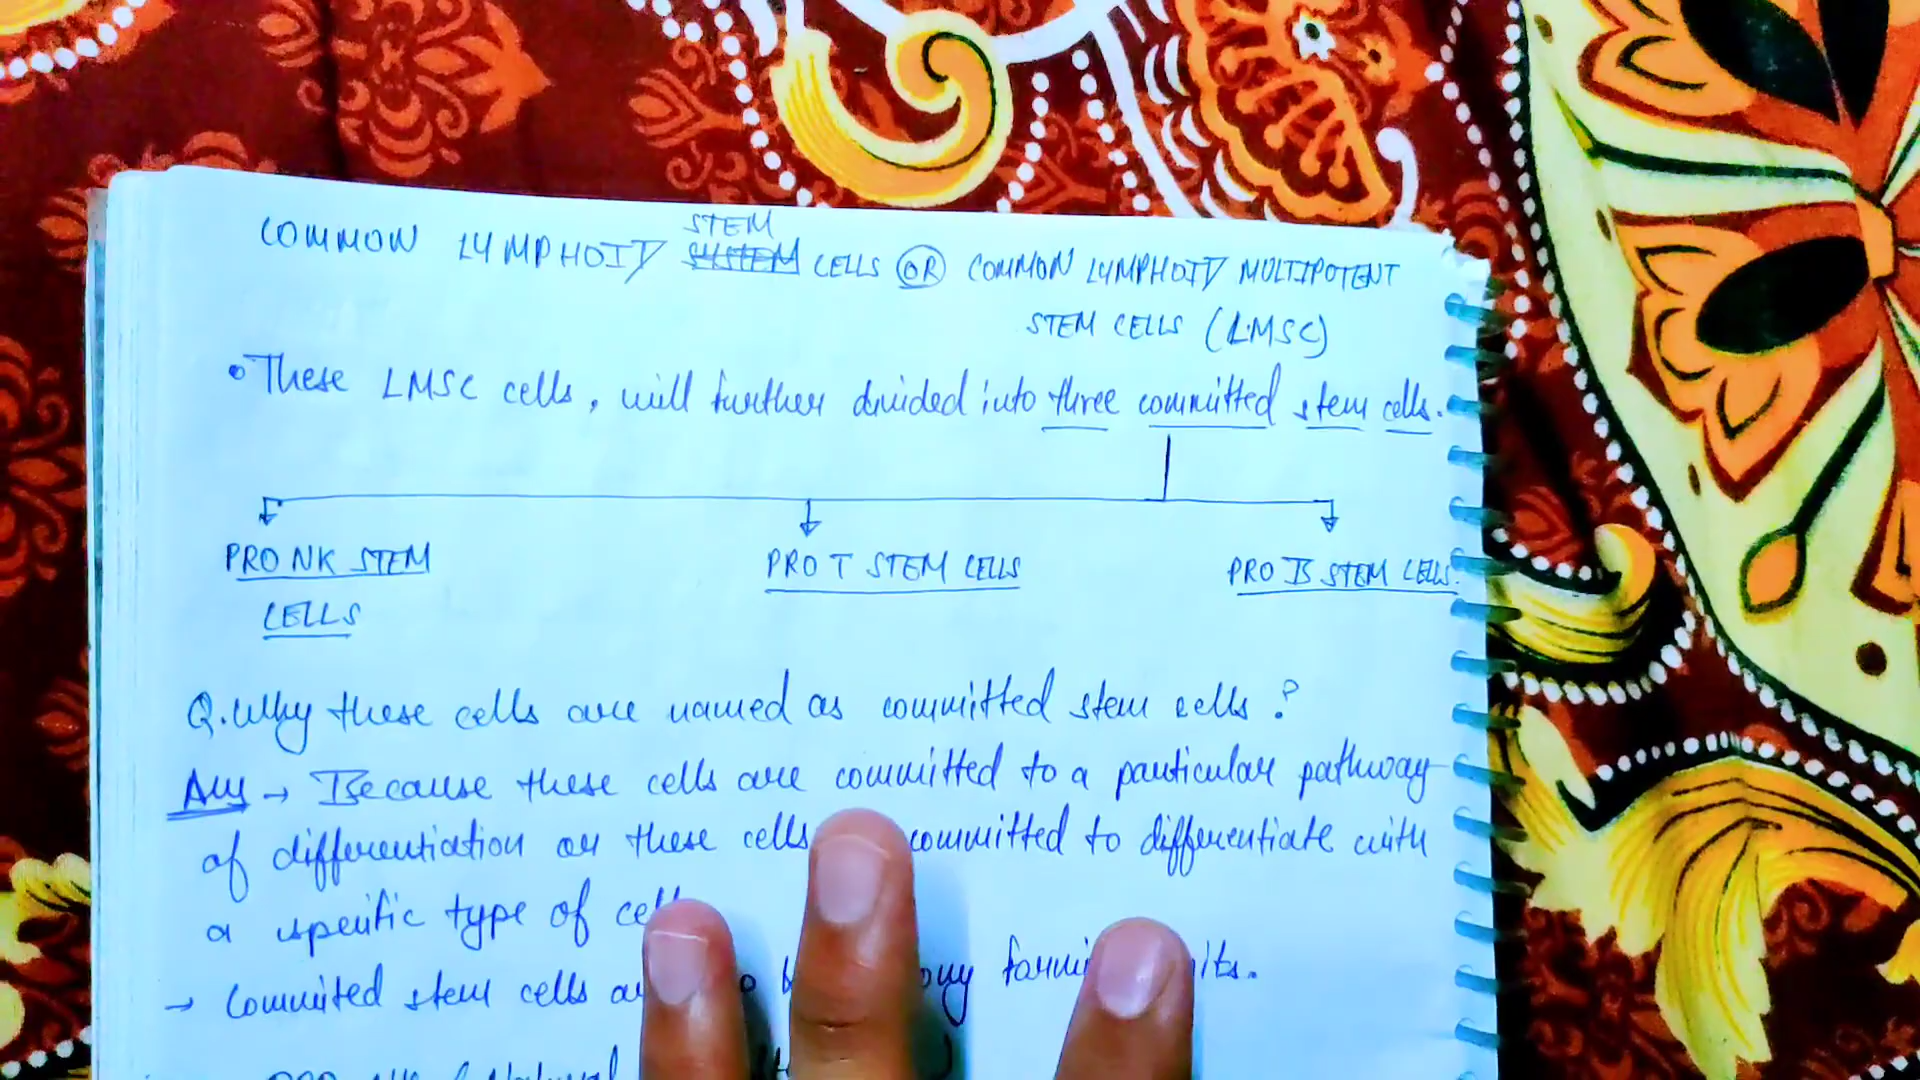 STEM
COMMON LYMPHOID SYSTEM CELLS OR COMMON LYMPHOID MULTIPOTENT
STEM CELLS (LMSC)
• These LMSC cells, will further divided into three committed stem cells.
PRO NK STEM CELLS
PRO T STEM CELLS
PRO B STEM CELLS.
Q. Why these cells are named as committed stem cells?
Ans → Because these cells are committed to a particular pathway
of differentiation or these cells committed to differentiate with
a specific type of
→ Commited stem cells